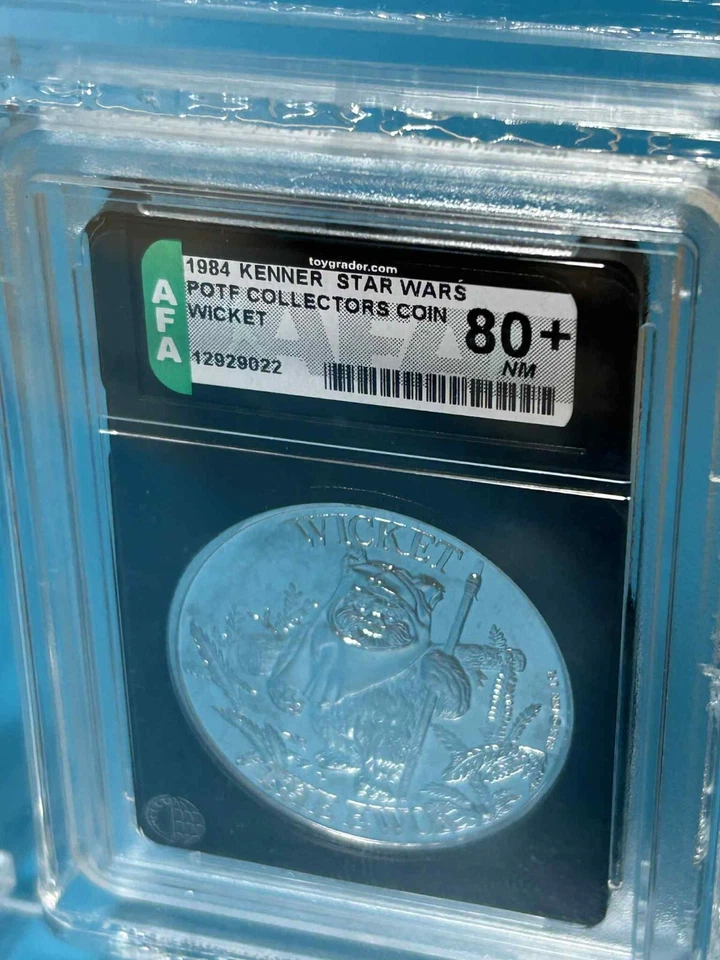 toygrader.com
AFA
1984 KENNER STAR WARS
POTF COLLECTORS COIN
WICKET
80+
NM
12929022
WICKET